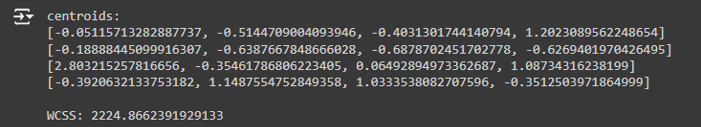 centroids:
[-0.05115713282887737, -0.5144709004093946, -0.4031301744140794, 1.2023089562248654]
[-0.18888445099916307, -0.6387667848666028, -0.6878702451702778, -0.6269401970426495]
[2.803215257816656, -0.35461786806223405, 0.06492894973362687, 1.08734316238199]
[-0.3920632133753182, 1.1487554752849358, 1.0333538082707596, -0.3512503971864999]
WCSS: 2224.8662391929133